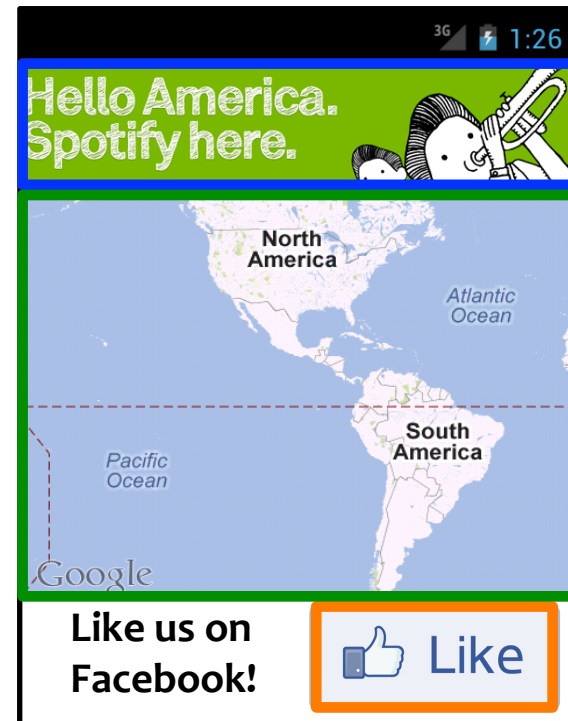 3G 1:26
Hello America.
Spotify here.
North
America
Atlantic
Ocean
South
America
Pacific
Ocean
Google
Like us on
Facebook!
Like